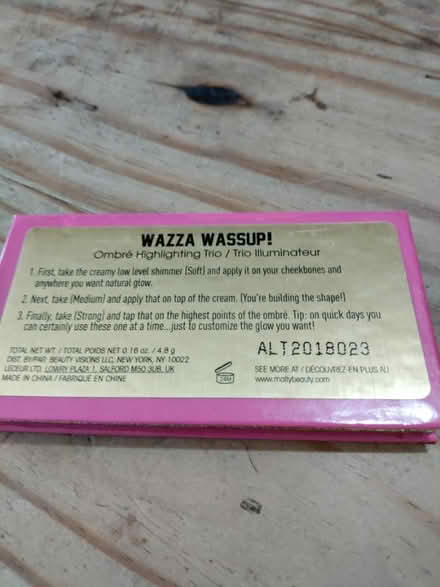 WAZZA WASSUP!
Ombré Highlighting Trio / Trio Illuminateur
1. First, take the creamy low level shimmer (Soft) and apply it on your cheekbones and
anywhere you want natural glow.
2. Next, take (Medium) and apply that on top of the cream. (You're building the shape!)
3. Finally, take (Strong) and tap that on the highest points of the ombré. Tip: on quick days you
can certainly use these one at a time...just to customize the glow you want!
TOTAL NET WT. / TOTAL POIDS NET 0.16 oz. / 4.8 g
DIST. BY/PAR. BEAUTY VISIONS LLC, NEW YORK, NY 10022
LECEUR LTD. LOWRY PLAZA 1, SALFORD M50 3UB, UK
MADE IN CHINA / FABRIQUÉ EN CHINE
24M
ALT2018023
SEE MORE AT / DÉCOUVREZ-EN PLUS AU